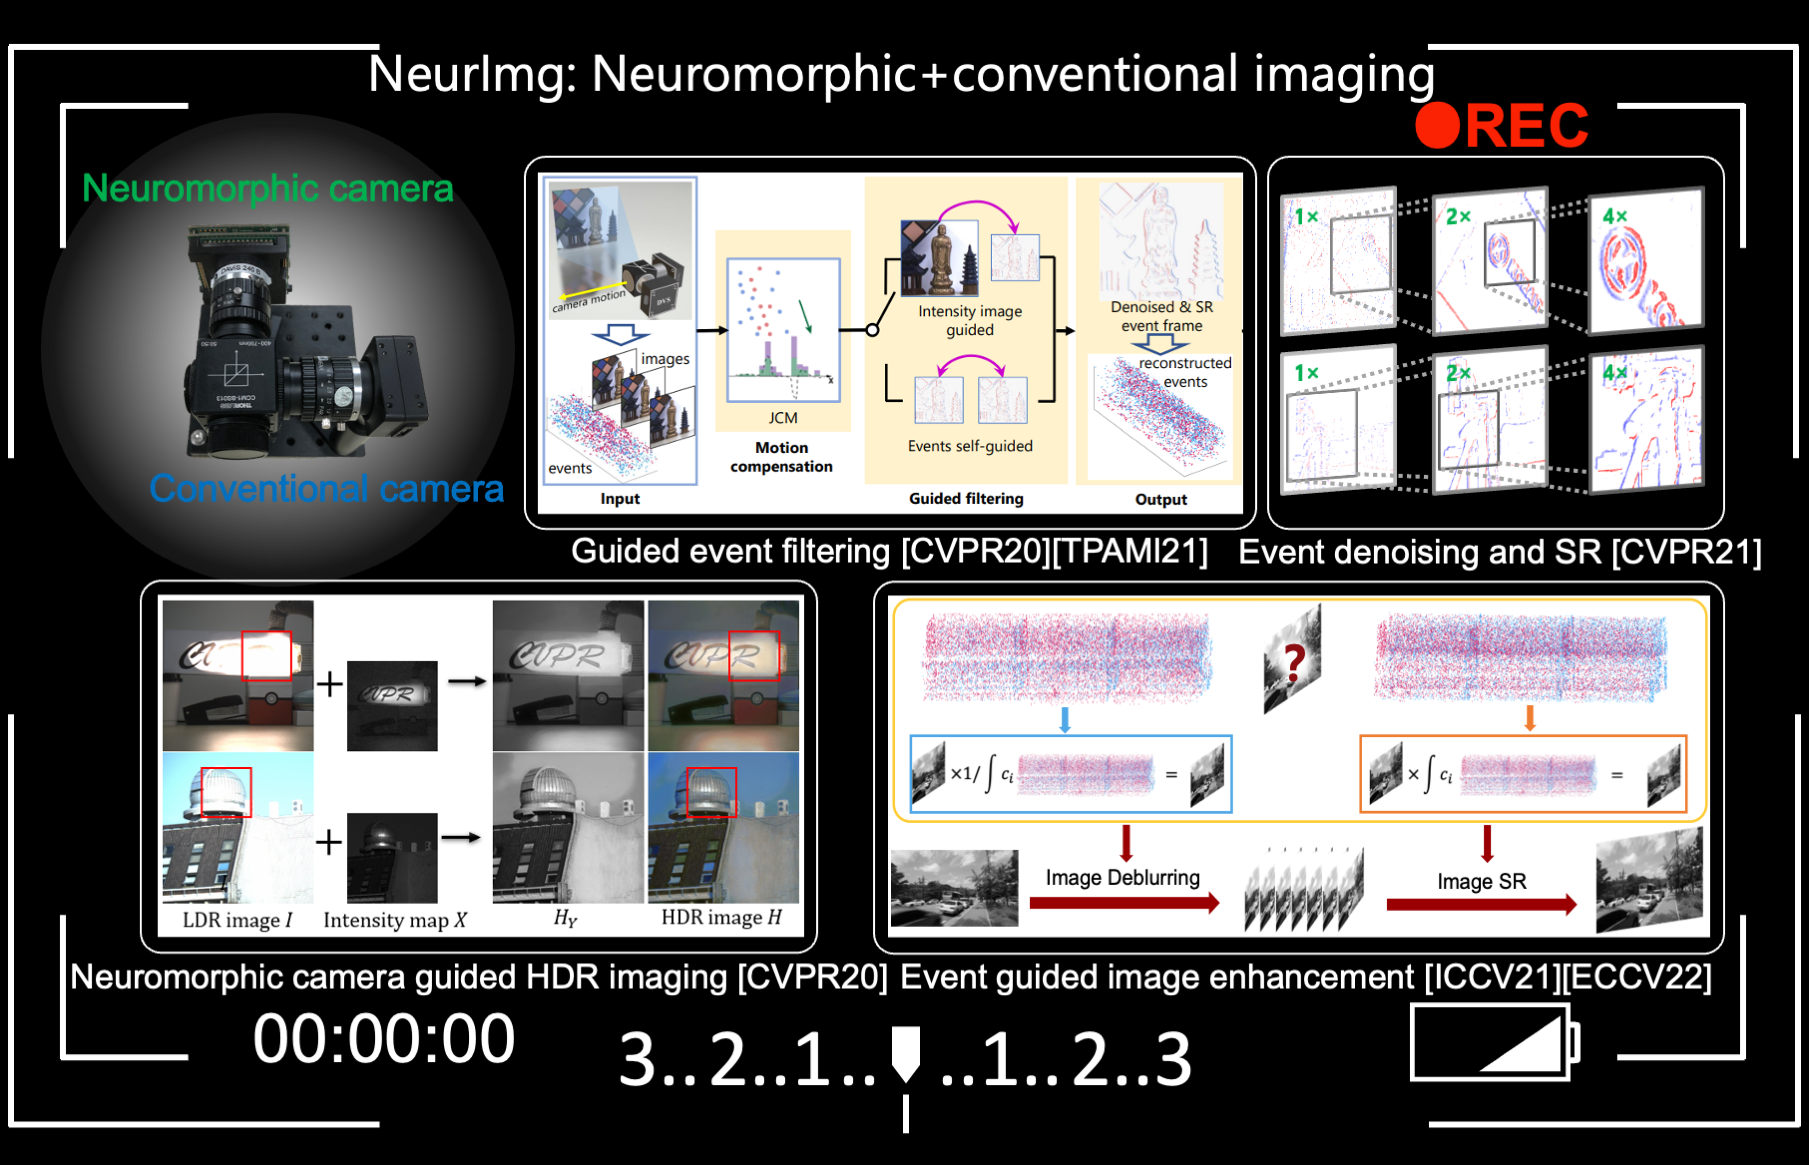 NeurImg: Neuromorphic+conventional imaging
REC
Neuromorphic camera
Conventional camera
camera motion
images
events
Input
JCM
Motion
compensation
Intensity image
guided
Events self-guided
Guided filtering
Denoised & SR
event frame
reconstructed
events
Output
Guided event filtering [CVPR20][TPAMI21]
1×
2×
4×
1×
2×
4×
Event denoising and SR [CVPR21]
CVPR
+
CVPR
CVPR
CVPR
+
LDR image I
Intensity map X
H_Y
HDR image H
Neuromorphic camera guided HDR imaging [CVPR20]
?
×1/∫ c_i =
×∫ c_i =
Image Deblurring
Image SR
Event guided image enhancement [ICCV21][ECCV22]
00:00:00
3..2..1.. ..1..2..3